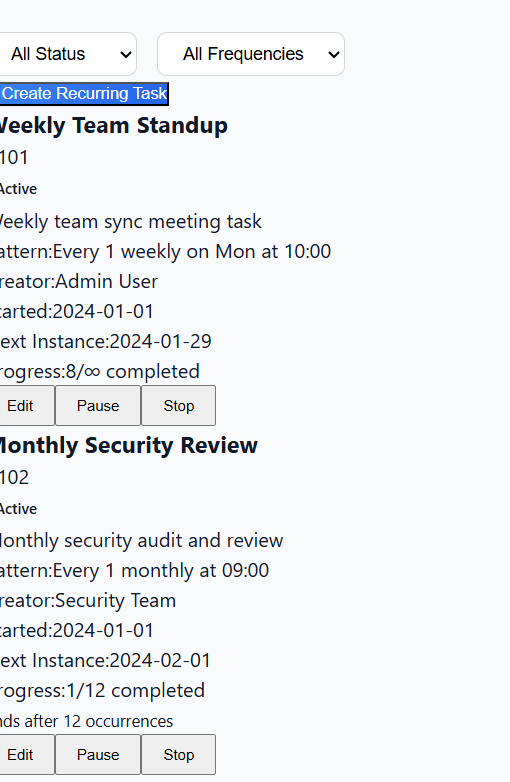 All Status All Frequencies
Create Recurring Task
Weekly Team Standup
101
Active
Weekly team sync meeting task
attern:Every 1 weekly on Mon at 10:00
reator:Admin User
tarted:2024-01-01
ext Instance:2024-01-29
rogress:8/∞ completed
Edit Pause Stop
Monthly Security Review
102
Active
Monthly security audit and review
attern:Every 1 monthly at 09:00
reator:Security Team
tarted:2024-01-01
ext Instance:2024-02-01
rogress:1/12 completed
nds after 12 occurrences
Edit Pause Stop